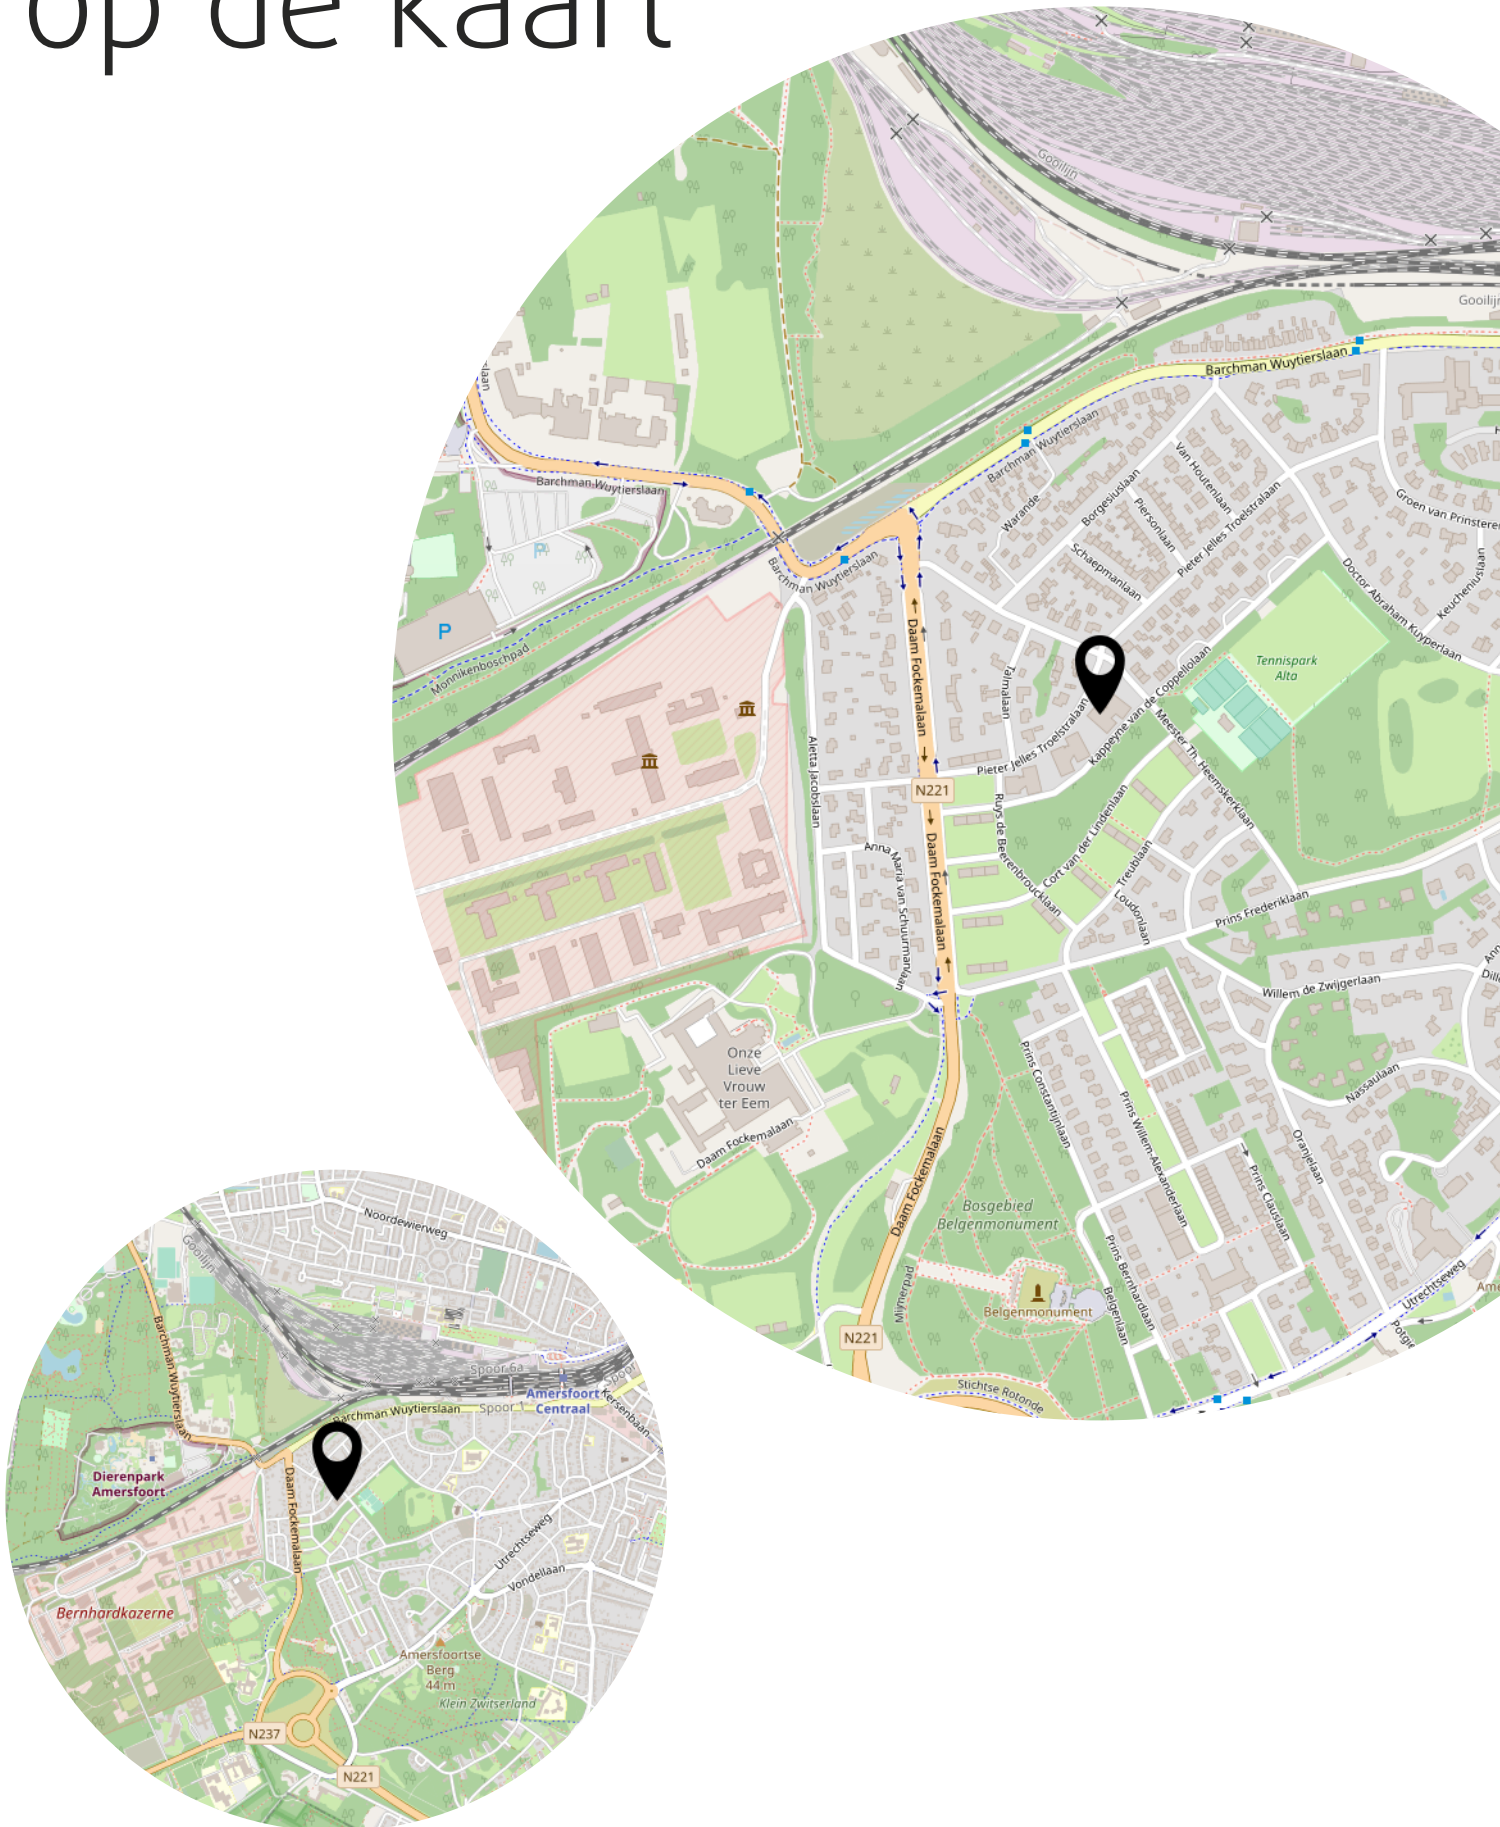 op de kaart
Gooilijn
Gooilijn
Barchman Wuytierslaan
laan
Barchman Wuytierslaan
Barchman Wuytierslaan
Van Houtenlaan
Borgesiuslaan
Piersonlaan
Pieter Jelles Troelstralaan
Groen van Prinsterer
Warande
Schaepmanlaan
Barchman Wuytierslaan
Doctor Abraham Kuyperlaan
Keucheniuslaan
P
P
Monnikenboschpad
Daam Fockemalaan
Talmalaan
Tennispark
Alta
Kappeyne van de Coppellolaan
Pieter Jelles Troelstralaan
Meester Th. Heemskerklaan
Aletta Jacobslaan
N221
Ruys de Beerenbroucklaan
Cort van der Lindenlaan
Treublaan
Loudonlaan
Anna Maria van Schuurmanlaan
Daam Fockemalaan
Prins Frederiklaan
Willem de Zwijgerlaan
Onze
Lieve
Vrouw
ter Eem
Daam Fockemalaan
Prins Constantijnlaan
Prins Willem-Alexanderlaan
Nassaulaan
Oranjelaan
Prins Clauslaan
Daam Fockemalaan
Bosgebied
Belgenmonument
Prins Bernhardlaan
Belgenlaan
Mijnerpad
Belgenmonument
Utrechtseweg
N221
Stichtse Rotonde
Noordewierweg
Gooilijn
Barchman Wuytierslaan
Spoor 6a
Spoor
Amersfoort
Centraal
Barchman Wuytierslaan
Spoor 1
Kersenbaan
Dierenpark
Amersfoort
Daam Fockemalaan
Utrechtseweg
Vondellaan
Bernhardkazerne
Amersfoortse
Berg
44 m
Klein Zwitserland
N237
N221